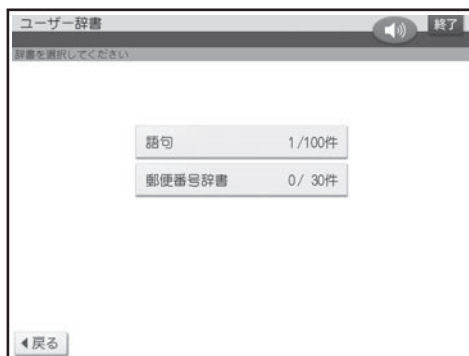 ユーザー辞書
終了
辞書を選択してください
語句 1/100件
郵便番号辞書 0/ 30件
戻る